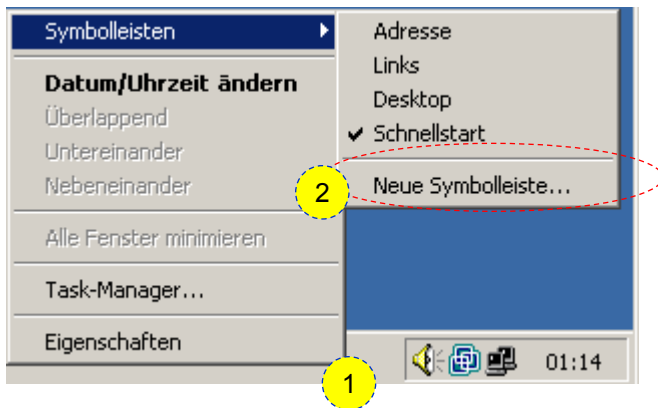 Symbolleisten
Datum/Uhrzeit ändern
Überlappend
Untereinander
Nebeneinander
Alle Fenster minimieren
Task-Manager...
Eigenschaften
Adresse
Links
Desktop
Schnellstart
Neue Symbolleiste...
2
1
01:14